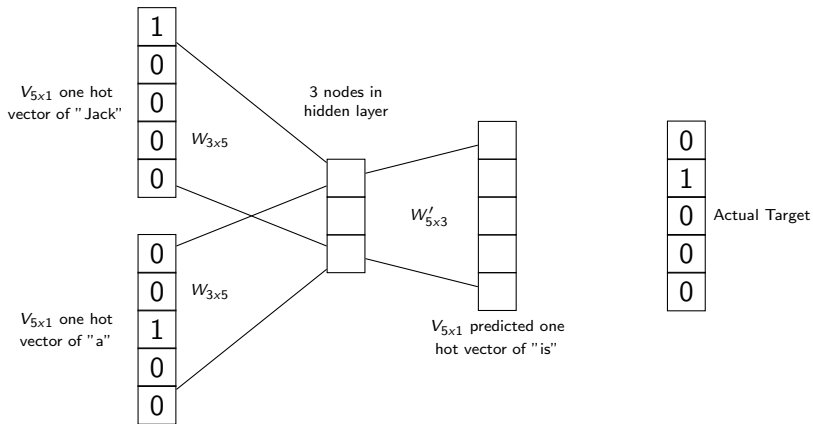 1
0
0
0
0
V5x1 one hot
vector of "Jack"
W3x5
0
0
1
0
0
V5x1 one hot
vector of "a"
W3x5
3 nodes in
hidden layer
W′5x3
V5x1 predicted one
hot vector of "is"
0
1
0
0
0
Actual Target